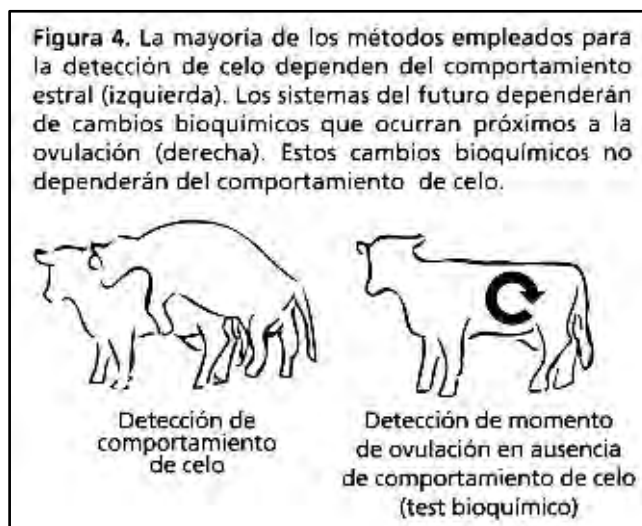 Figura 4. La mayoría de los métodos empleados para
la detección de celo dependen del comportamiento
estral (izquierda). Los sistemas del futuro dependerán
de cambios bioquímicos que ocurran próximos a la
ovulación (derecha). Estos cambios bioquímicos no
dependerán del comportamiento de celo.
Detección de
comportamiento
de celo
Detección de momento
de ovulación en ausencia
de comportamiento de celo
(test bioquímico)